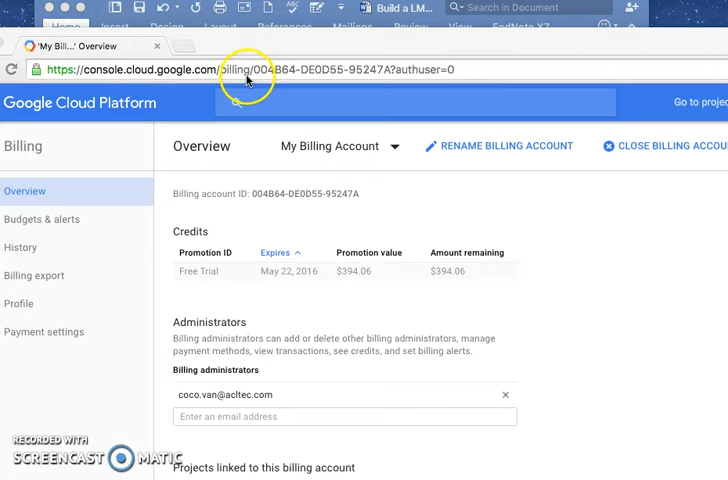 Build a LM...
Search in Document
Home Insert Design Layout References Mailings Review View EndNote X7
'My Bill...' Overview
https://console.cloud.google.com/billing/004B64-DE0D55-95247A?authuser=0
Google Cloud Platform
Go to projec
Billing
Overview
My Billing Account
RENAME BILLING ACCOUNT
CLOSE BILLING ACCOU
Overview
Budgets & alerts
History
Billing export
Profile
Payment settings
Billing account ID: 004B64-DE0D55-95247A
Credits
Promotion ID Expires Promotion value Amount remaining
Free Trial May 22, 2016 $394.06 $394.06
Administrators
Billing administrators can add or delete other billing administrators, manage
payment methods, view transactions, see credits, and set billing alerts.
Billing administrators
coco.van@acltec.com
Enter an email address
Projects linked to this billing account
RECORDED WITH
SCREENCAST MATIC